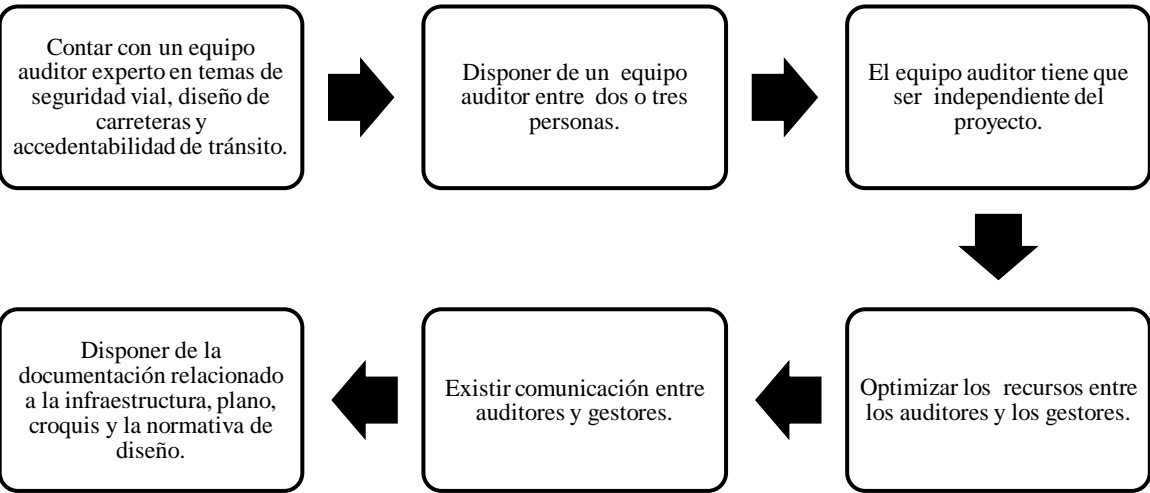 Contar con un equipo
auditor experto en temas de
seguridad vial, diseño de
carreteras y
accedentabilidad de tránsito.
Disponer de un equipo
auditor entre dos o tres
personas.
El equipo auditor tiene que
ser independiente del
proyecto.
Optimizar los recursos entre
los auditores y los gestores.
Existir comunicación entre
auditores y gestores.
Disponer de la
documentación relacionado
a la infraestructura, plano,
croquis y la normativa de
diseño.